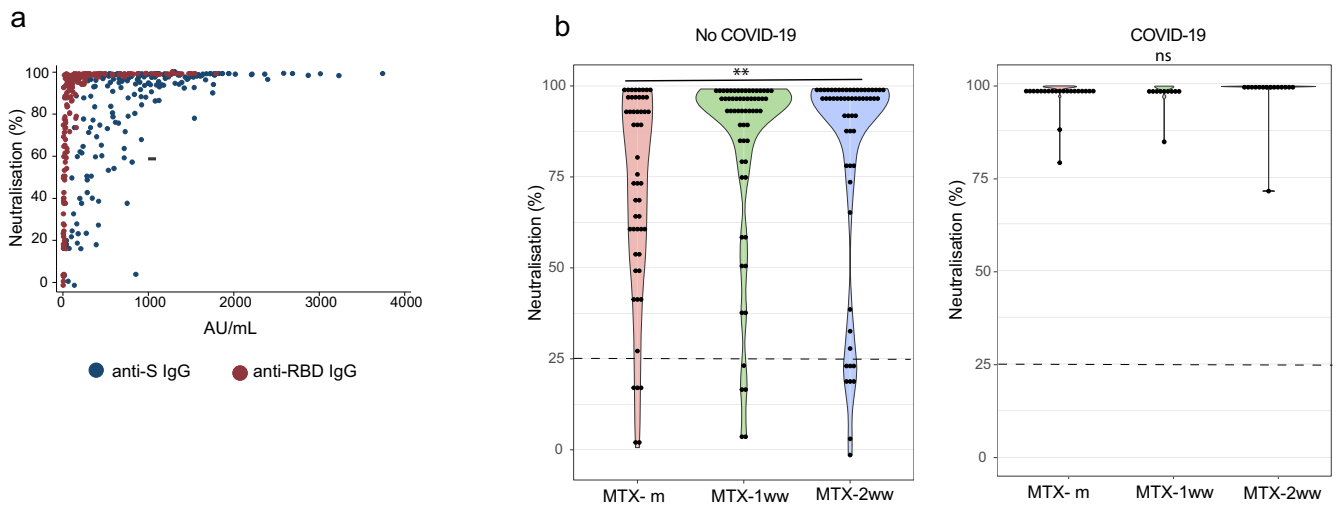 a
Neutralisation (%)
100
80
60
40
20
0
0 1000 2000 3000 4000
AU/mL
anti-S IgG anti-RBD IgG
b
No COVID-19
**
Neutralisation (%)
100
75
50
25
0
MTX- m MTX-1ww MTX-2ww
COVID-19
ns
Neutralisation (%)
100
75
50
25
0
MTX- m MTX-1ww MTX-2ww